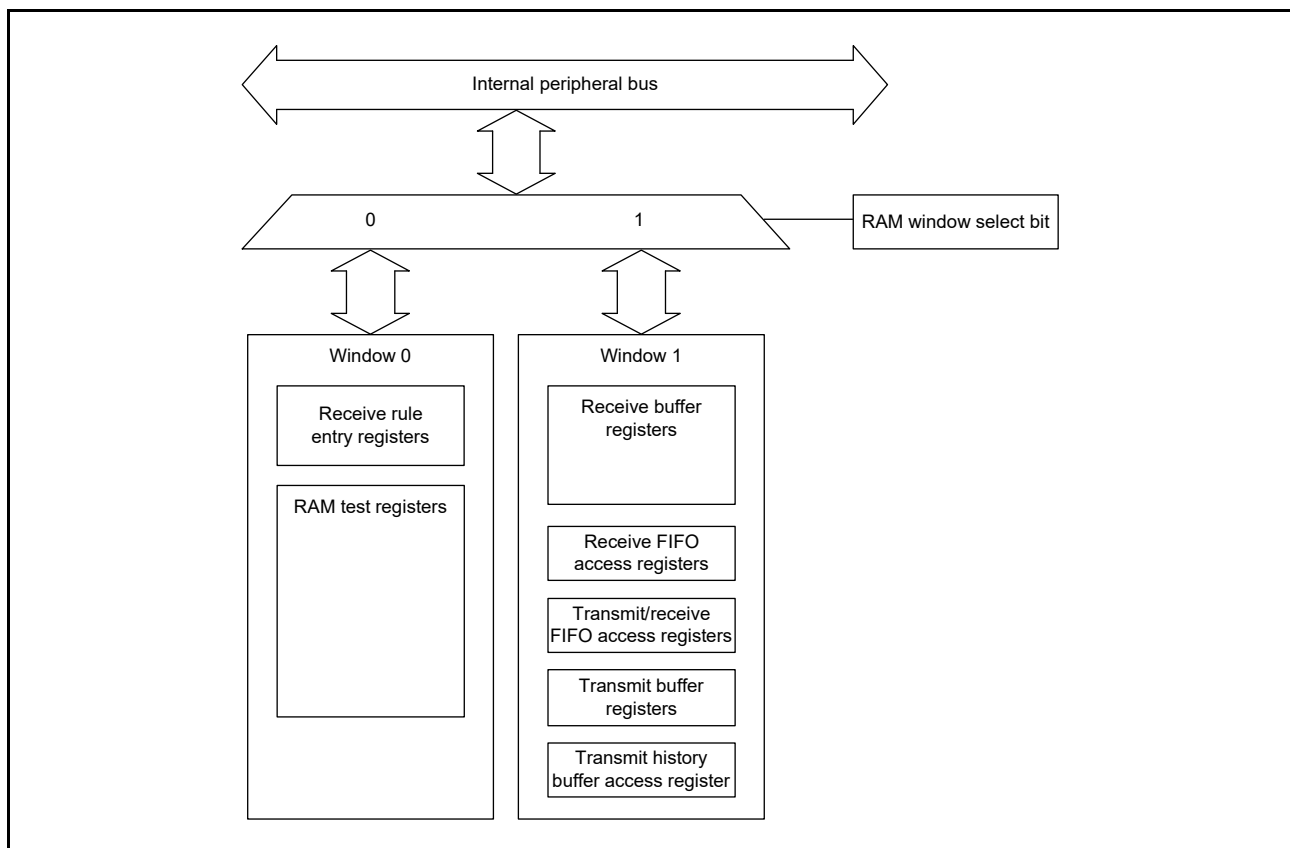 Internal peripheral bus
0
1
RAM window select bit
Window 0
Receive rule
entry registers
RAM test registers
Window 1
Receive buffer
registers
Receive FIFO
access registers
Transmit/receive
FIFO access registers
Transmit buffer
registers
Transmit history
buffer access register